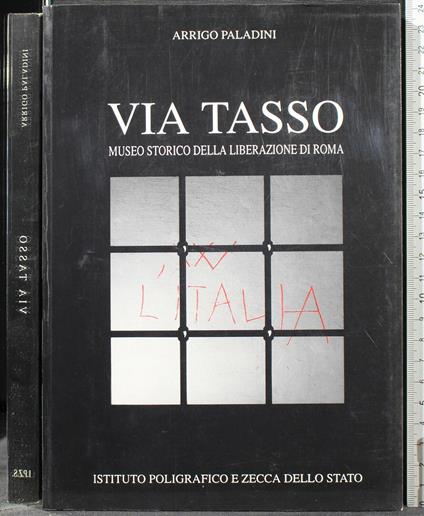 ARRIGO PALADINI
VIA TASSO
MUSEO STORICO DELLA LIBERAZIONE DI ROMA
L'ITALIA
ISTITUTO POLIGRAFICO E ZECCA DELLO STATO
ARRIGO PALADINI
VIA TASSO
I.P.Z.S.